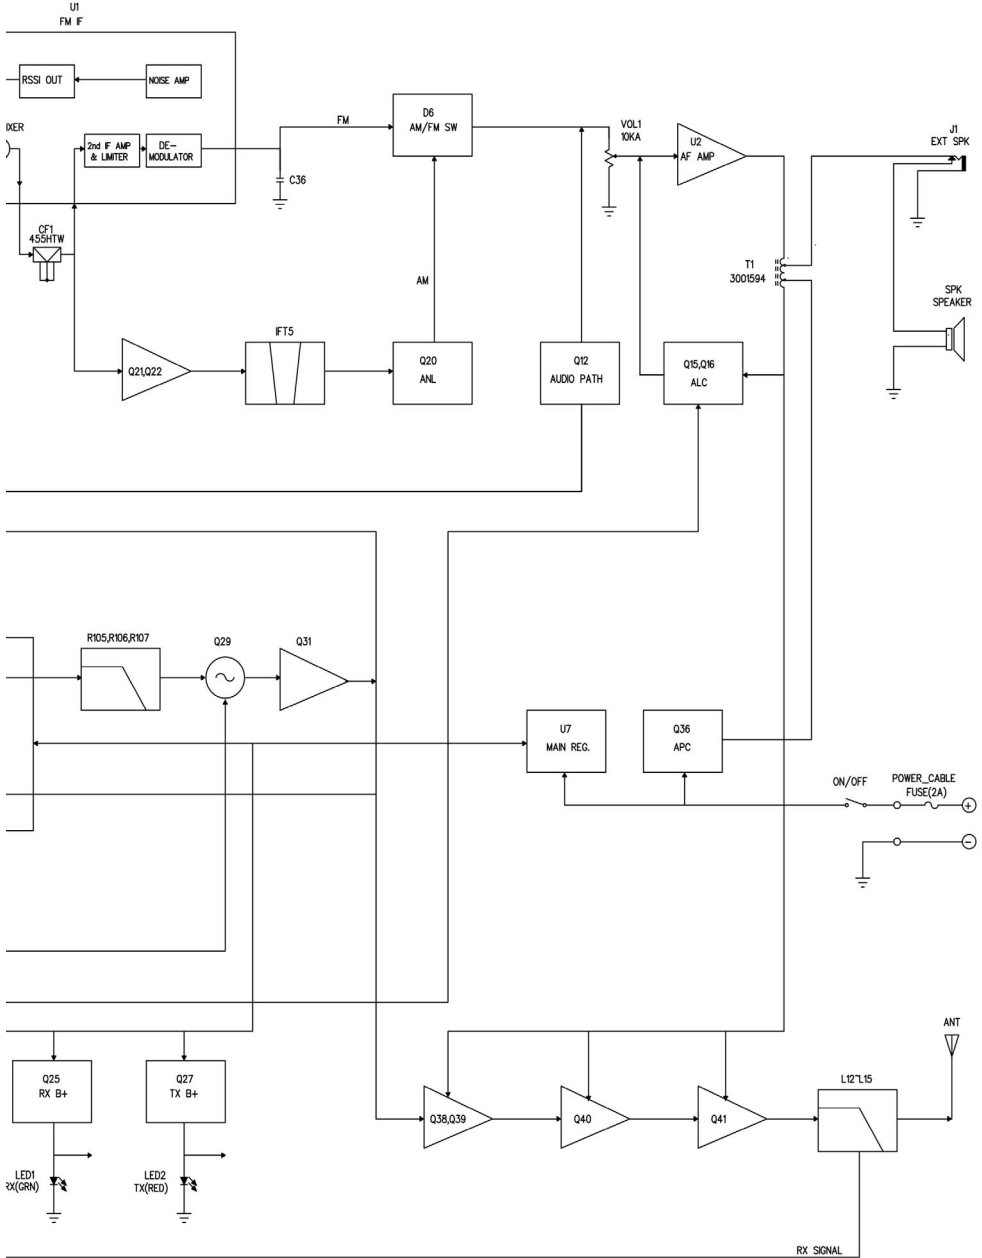 U1
FM IF
RSSI OUT
NOISE AMP
IXER
2nd IF AMP
& LIMITER
DE-
MODULATOR
C36
CF1
455HTW
FM
D6
AM/FM SW
VOL1
10KA
U2
AF AMP
J1
EXT SPK
T1
3001594
SPK
SPEAKER
AM
Q21,Q22
IFT5
Q20
ANL
Q12
AUDIO PATH
Q15,Q16
ALC
R105,R106,R107
Q29
Q31
U7
MAIN REG.
Q36
APC
ON/OFF
POWER_CABLE
FUSE(2A)
+
-
Q25
RX B+
Q27
TX B+
LED1
RX(GRN)
LED2
TX(RED)
Q38,Q39
Q40
Q41
L12~L15
ANT
RX SIGNAL